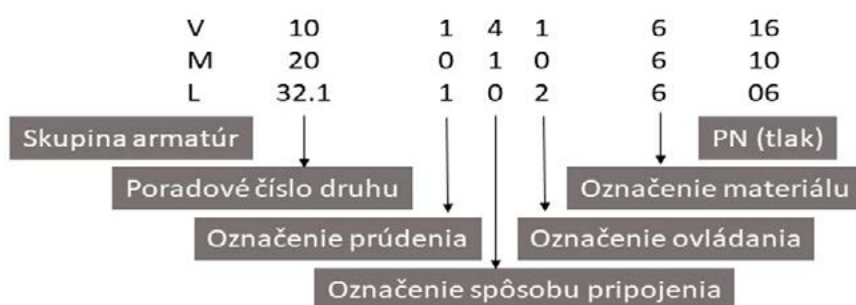 V 10 1 4 1 6 16
M 20 0 1 0 6 10
L 32.1 1 0 2 6 06
Skupina armatúr PN (tlak)
Poradové číslo druhu Označenie materiálu
Označenie prúdenia Označenie ovládania
Označenie spôsobu pripojenia